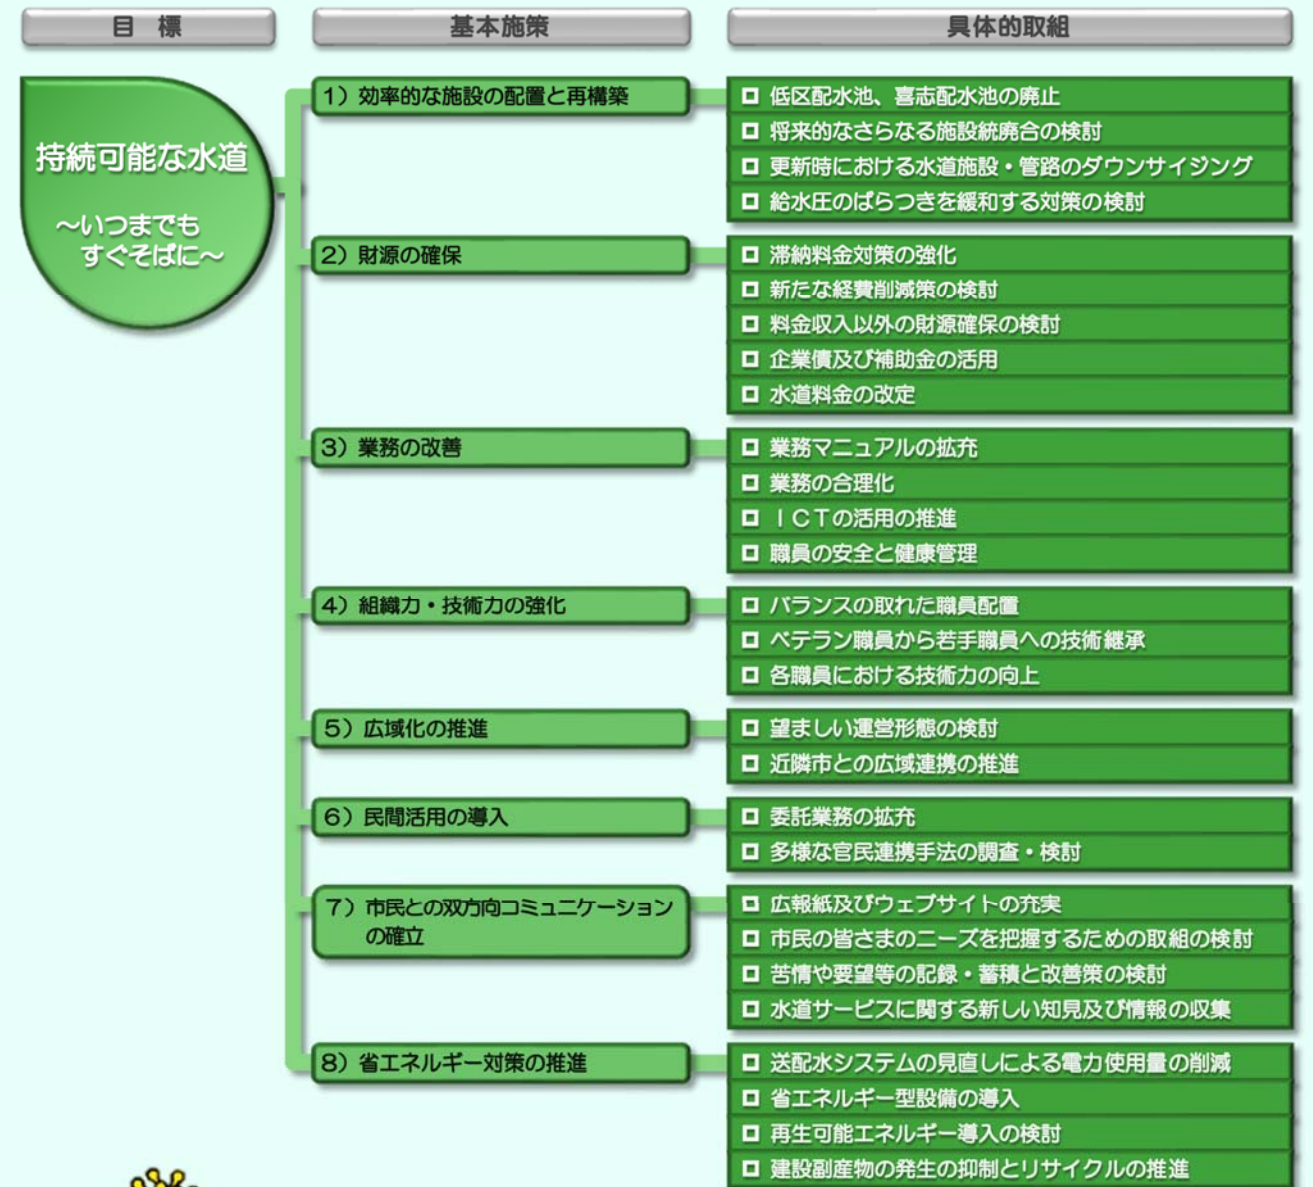 目 標
基本施策
具体的取組
持続可能な水道
～いつまでも
すぐそばに～
1）効率的な施設の配置と再構築
低区配水池、喜志配水池の廃止
将来的なさらなる施設統廃合の検討
更新時における水道施設・管路のダウンサイジング
給水圧のばらつきを緩和する対策の検討
2）財源の確保
滞納料金対策の強化
新たな経費削減策の検討
料金収入以外の財源確保の検討
企業債及び補助金の活用
水道料金の改定
3）業務の改善
業務マニュアルの拡充
業務の合理化
ＩＣＴの活用の推進
職員の安全と健康管理
4）組織力・技術力の強化
バランスの取れた職員配置
ベテラン職員から若手職員への技術継承
各職員における技術力の向上
5）広域化の推進
望ましい運営形態の検討
近隣市との広域連携の推進
6）民間活用の導入
委託業務の拡充
多様な官民連携手法の調査・検討
7）市民との双方向コミュニケーション
の確立
広報紙及びウェブサイトの充実
市民の皆さまのニーズを把握するための取組の検討
苦情や要望等の記録・蓄積と改善策の検討
水道サービスに関する新しい知見及び情報の収集
8）省エネルギー対策の推進
送配水システムの見直しによる電力使用量の削減
省エネルギー型設備の導入
再生可能エネルギー導入の検討
建設副産物の発生の抑制とリサイクルの推進